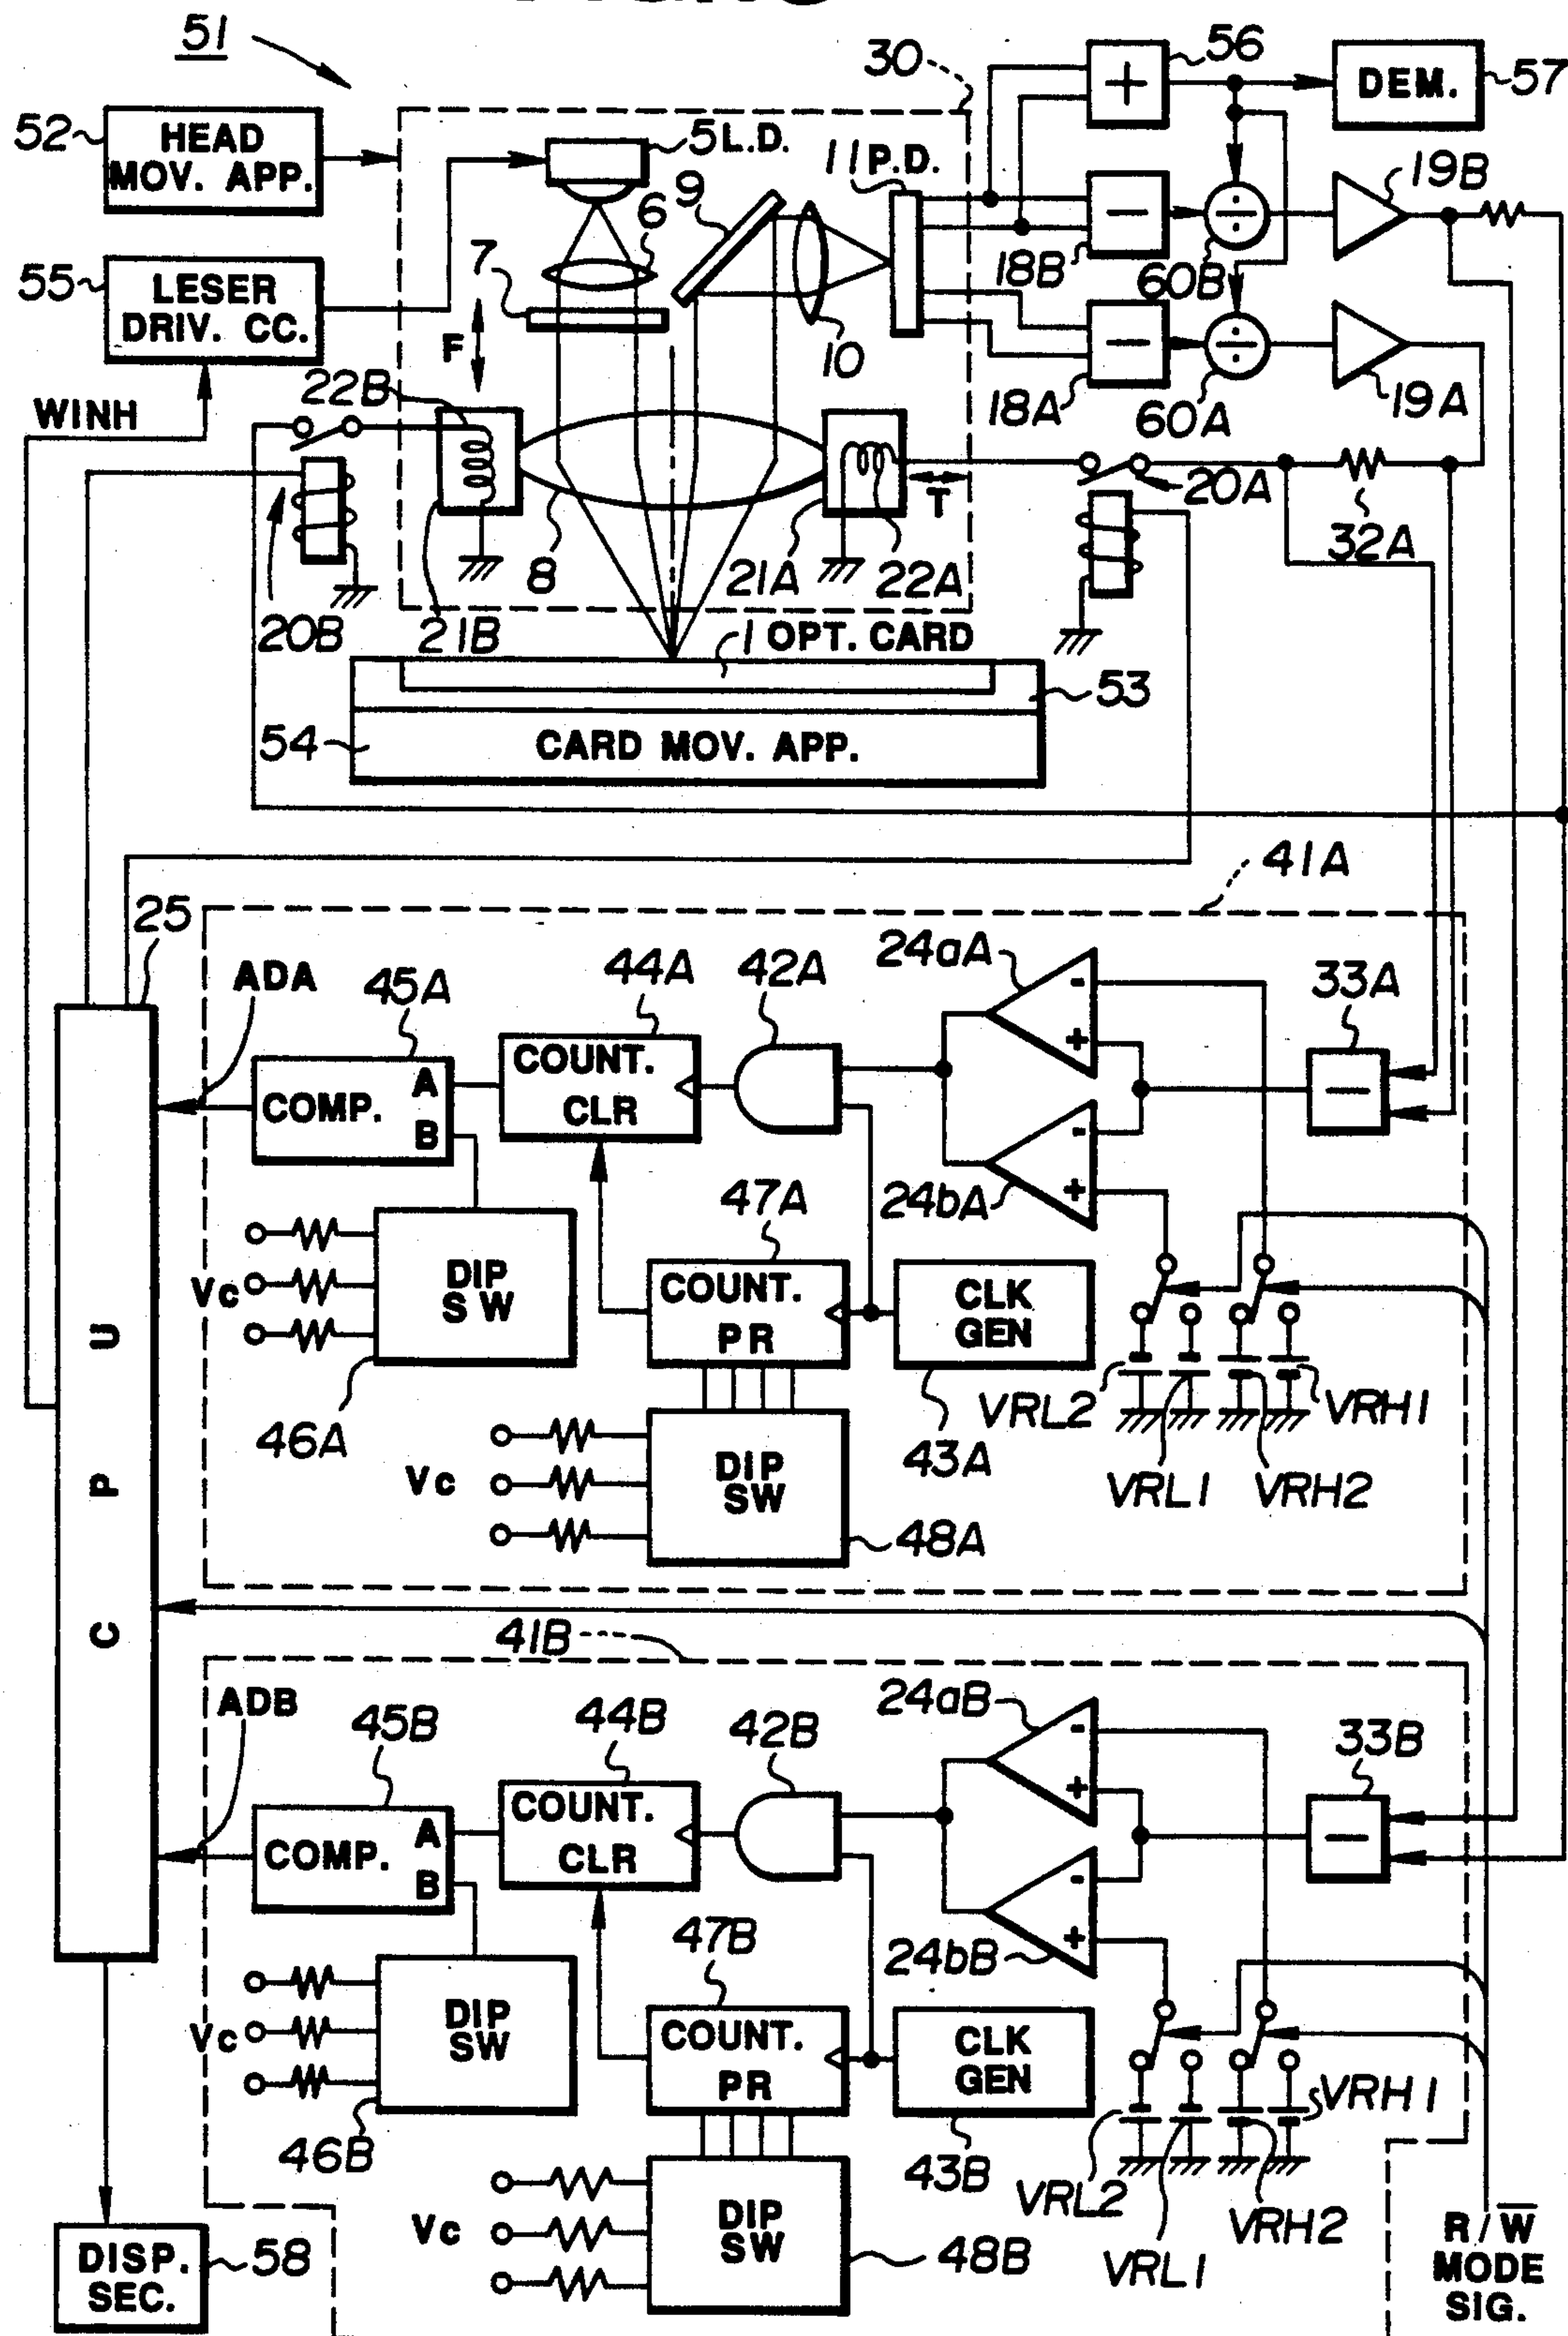 51
30
56
DEM.
57
52
HEAD
MOV. APP.
5 L.D.
11 P.D.
9
6
7
19B
18B
60B
55
LESER
DRIV. CC.
F
10
18A
60A
19A
WINH
22B
T
20A
32A
20B
21B
8
21A
22A
1 OPT. CARD
53
54
CARD MOV. APP.
41A
25
ADA
45A
44A
42A
24aA
33A
COMP.
A
B
COUNT.
CLR
24bA
47A
Vc
DIP
SW
COUNT.
PR
CLK
GEN
46A
VRL2
VRH1
43A
VRL1
VRH2
Vc
DIP
SW
48A
CPU
41B
ADB
45B
44B
42B
24aB
33B
COMP.
A
B
COUNT.
CLR
24bB
47B
Vc
DIP
SW
COUNT.
PR
CLK
GEN
46B
VRL2
VRH1
43B
VRL1
VRH2
Vc
DIP
SW
48B
DISP.
SEC.
58
R/W̅
MODE
SIG.